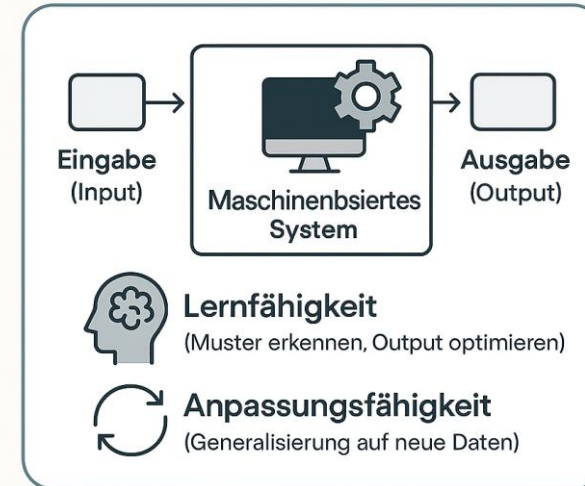 Eingabe
(Input)
Maschinenbsiertes
System
Ausgabe
(Output)
Lernfähigkeit
(Muster erkennen, Output optimieren)
Anpassungsfähigkeit
(Generalisierung auf neue Daten)